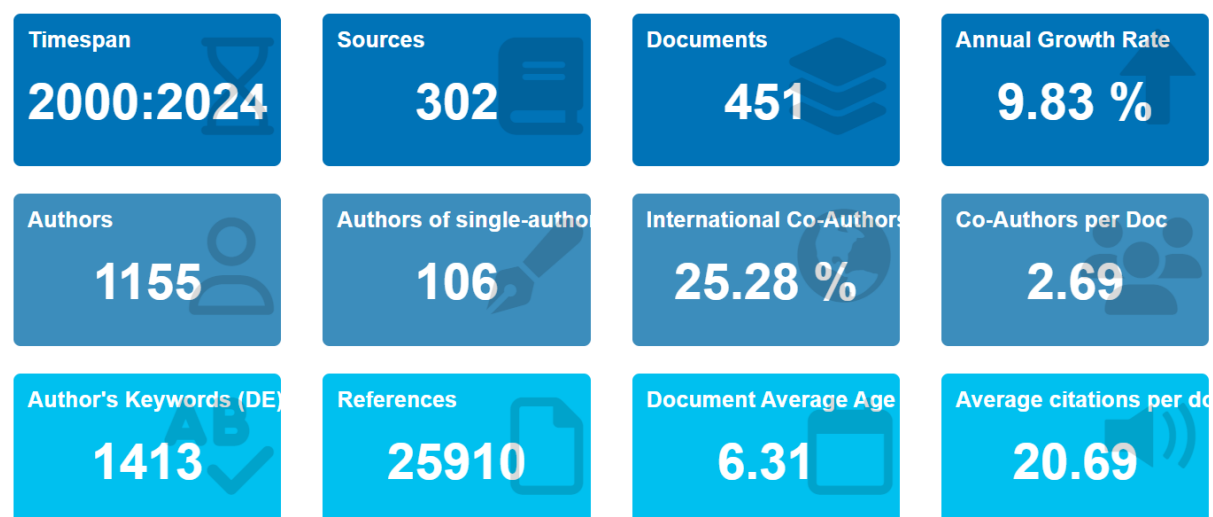 Timespan
2000:2024
Sources
302
Documents
451
Annual Growth Rate
9.83 %
Authors
1155
Authors of single-author
106
International Co-Authors
25.28 %
Co-Authors per Doc
2.69
Author's Keywords (DE)
1413
References
25910
Document Average Age
6.31
Average citations per do
20.69
AB